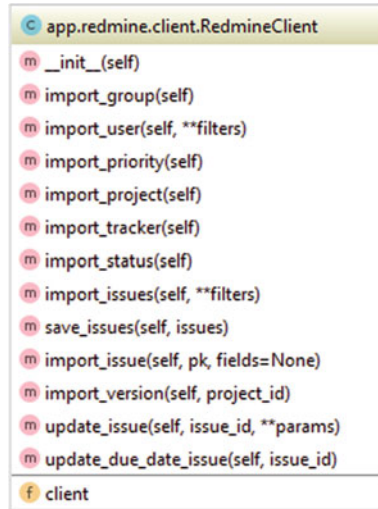 C app.redmine.client.RedmineClient
m __init__(self)
m import_group(self)
m import_user(self, **filters)
m import_priority(self)
m import_project(self)
m import_tracker(self)
m import_status(self)
m import_issues(self, **filters)
m save_issues(self, issues)
m import_issue(self, pk, fields=None)
m import_version(self, project_id)
m update_issue(self, issue_id, **params)
m update_due_date_issue(self, issue_id)
f client